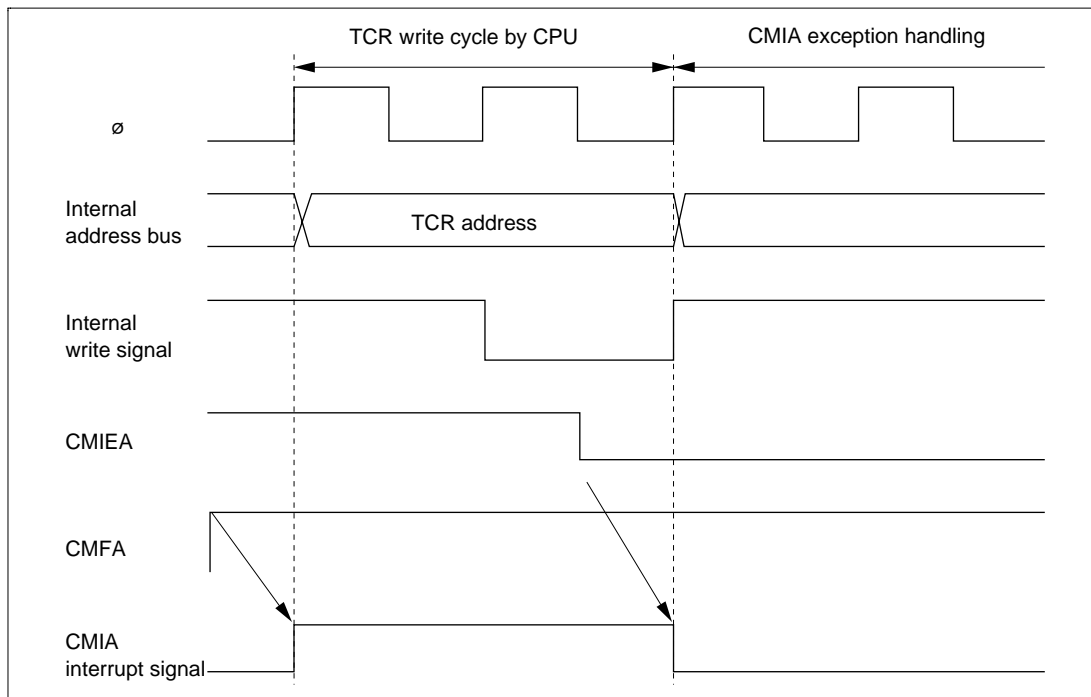 TCR write cycle by CPU
CMIA exception handling
ø
Internal
address bus
TCR address
Internal
write signal
CMIEA
CMFA
CMIA
interrupt signal